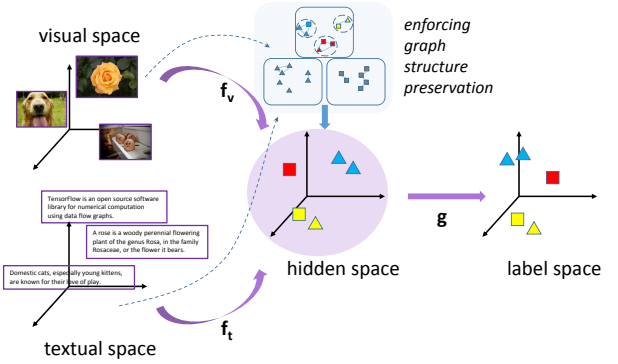 visual space
enforcing
graph
structure
preservation
f_v
TensorFlow is an open source software
library for numerical computation
using data flow graphs.
A rose is a woody perennial flowering
plant of the genus Rosa, in the family
Rosaceae, or the flower it bears.
Domestic cats, especially young kittens,
are known for their love of play.
g
hidden space
label space
f_t
textual space